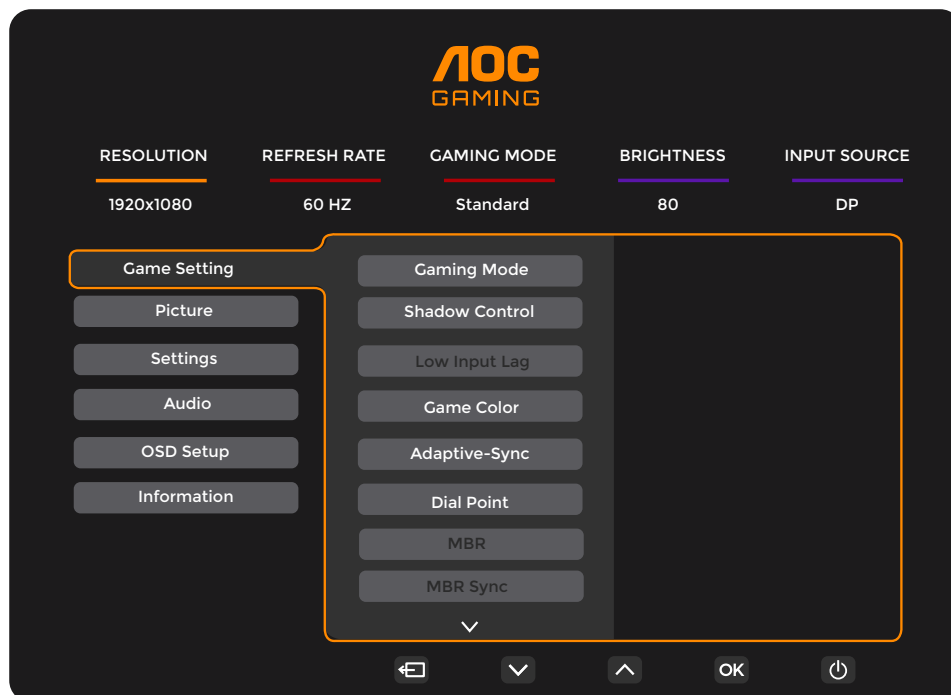 AOC
GAMING
RESOLUTION REFRESH RATE GAMING MODE BRIGHTNESS INPUT SOURCE
1920x1080 60 HZ Standard 80 DP
Game Setting
Picture
Settings
Audio
OSD Setup
Information
Gaming Mode
Shadow Control
Low Input Lag
Game Color
Adaptive-Sync
Dial Point
MBR
MBR Sync
OK